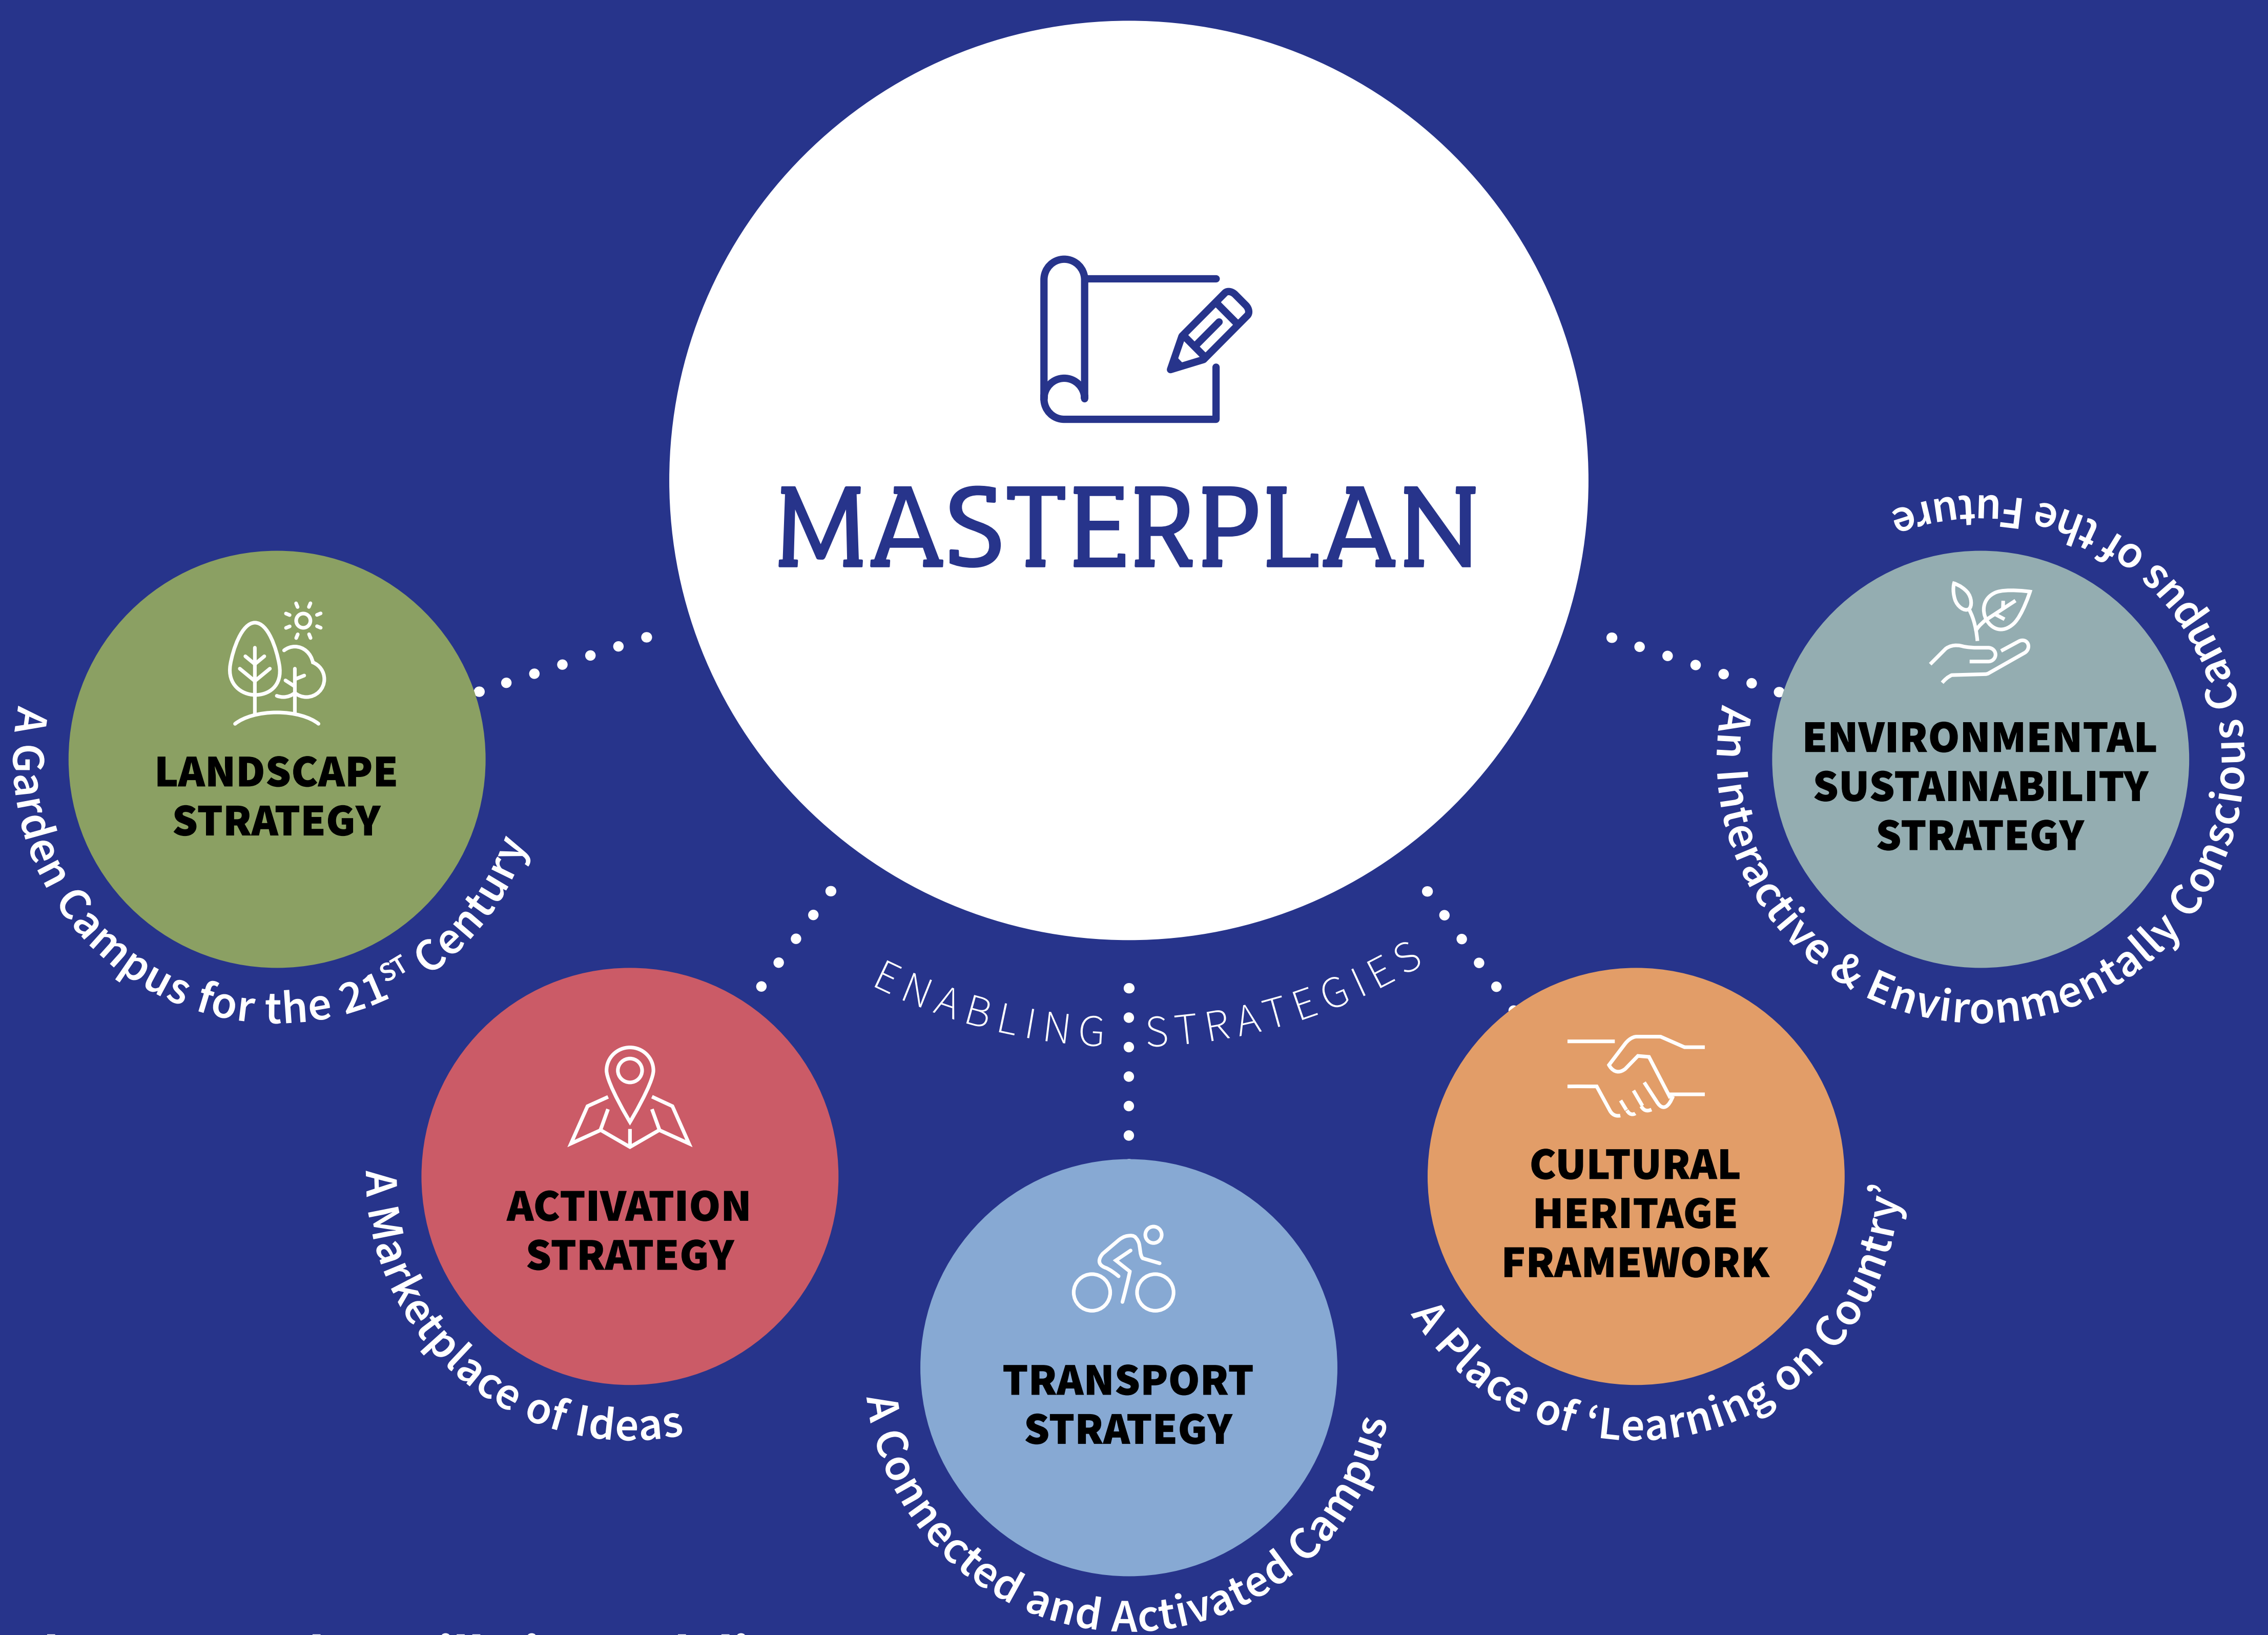 MASTERPLAN
ENABLING STRATEGIES
LANDSCAPE
STRATEGY
A Garden Campus for the 21ST Century
ACTIVATION
STRATEGY
A Marketplace of Ideas
TRANSPORT
STRATEGY
A Connected and Activated Campus
CULTURAL
HERITAGE
FRAMEWORK
A Place of ‘Learning on Country’
ENVIRONMENTAL
SUSTAINABILITY
STRATEGY
An Interactive & Environmentally Conscious Campus of the Future